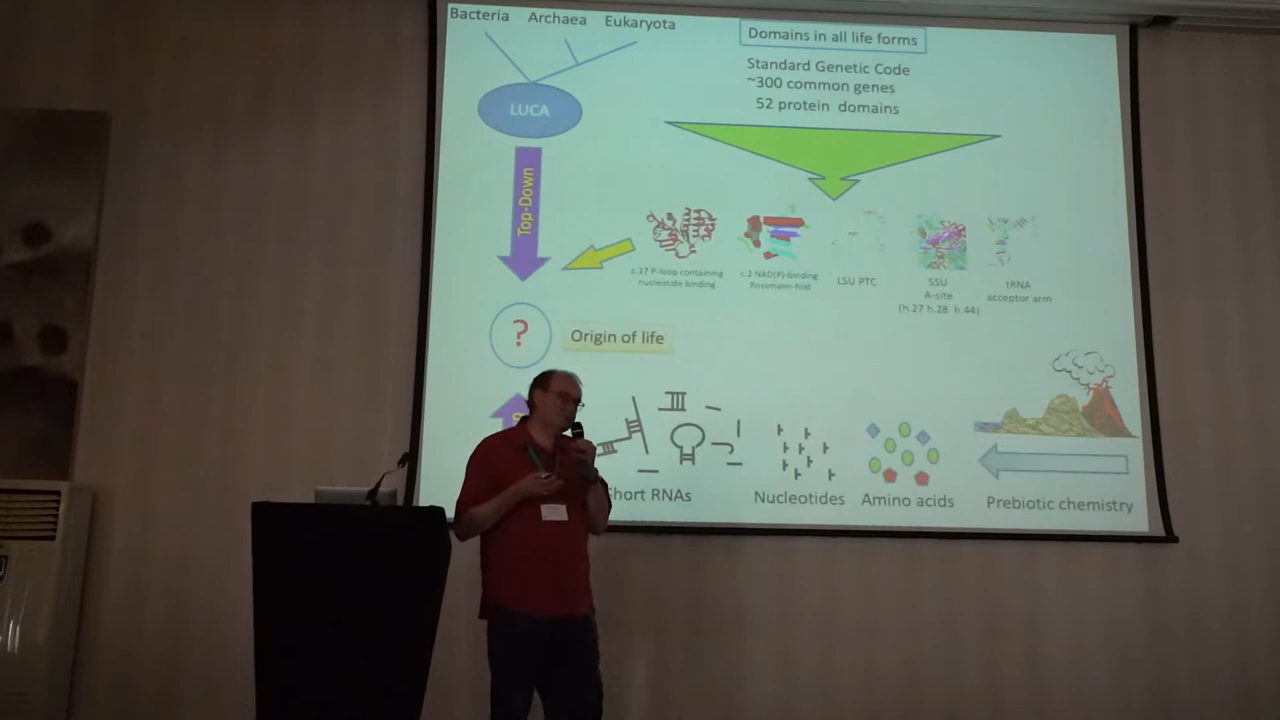 Bacteria Archaea Eukaryota
Domains in all life forms
Standard Genetic Code
~300 common genes
52 protein domains
LUCA
Top-Down
c.37 P-loop containing
nucleotide binding
c.2 NAD(P)-binding
Rossmann-fold
LSU PTC
SSU
A-site
(h.27 h.28 h.44)
tRNA
acceptor arm
?
Origin of life
Short RNAs
Nucleotides
Amino acids
Prebiotic chemistry